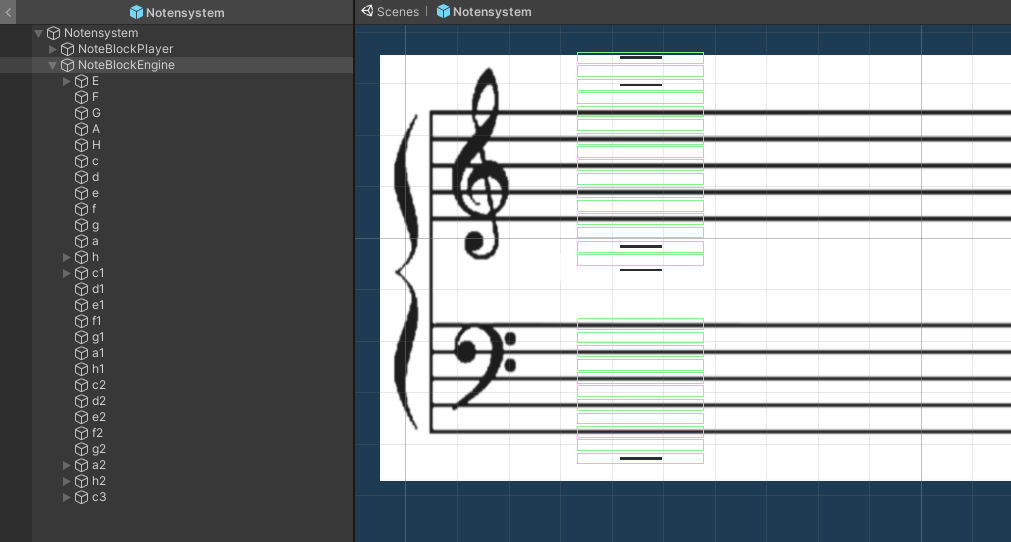 Notensystem
Scenes | Notensystem
Notensystem
NoteBlockPlayer
NoteBlockEngine
E
F
G
A
H
c
d
e
f
g
a
h
c1
d1
e1
f1
g1
a1
h1
c2
d2
e2
f2
g2
a2
h2
c3